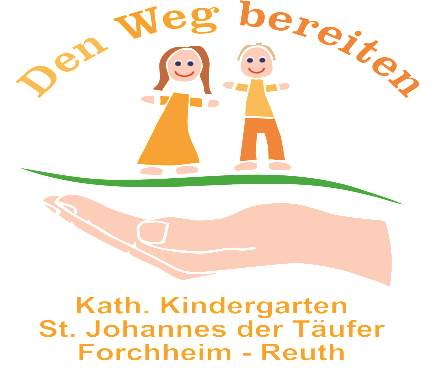 Den Weg bereiten
Kath. Kindergarten
St. Johannes der Täufer
Forchheim - Reuth